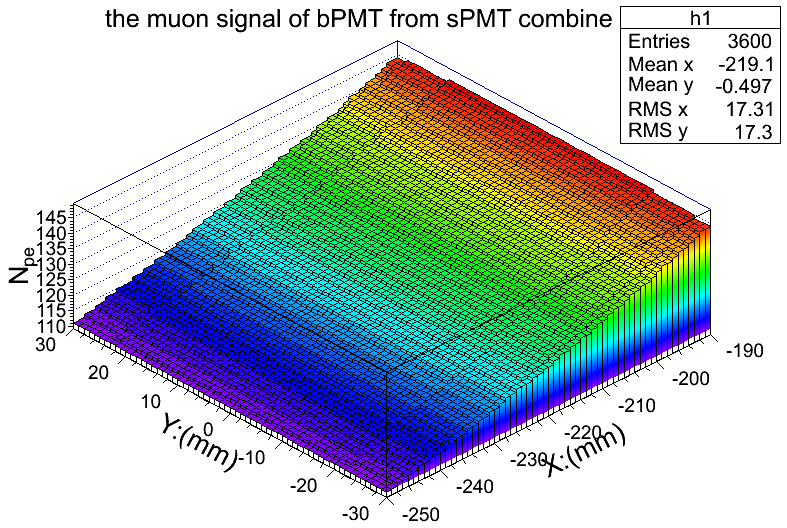 the muon signal of bPMT from sPMT combine
h1
Entries 3600
Mean x -219.1
Mean y -0.497
RMS x 17.31
RMS y 17.3
Npe
145
140
135
130
125
120
115
110
30
20
10
0
-10
-20
-30
Y:(mm)
-250
-240
-230
-220
-210
-200
-190
X:(mm)